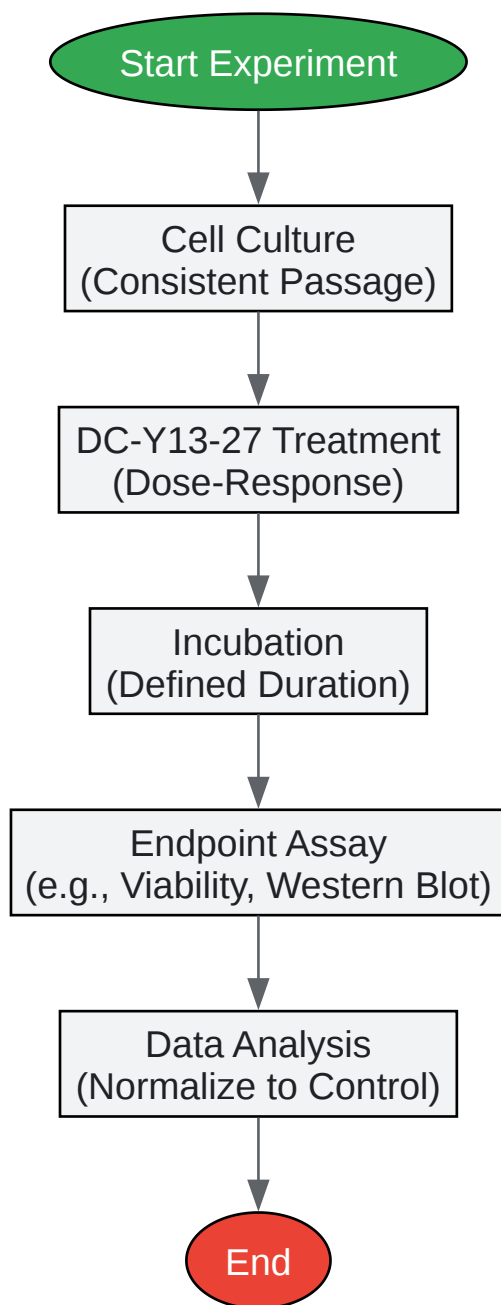 Start Experiment
Cell Culture
(Consistent Passage)
DC-Y13-27 Treatment
(Dose-Response)
Incubation
(Defined Duration)
Endpoint Assay
(e.g., Viability, Western Blot)
Data Analysis
(Normalize to Control)
End